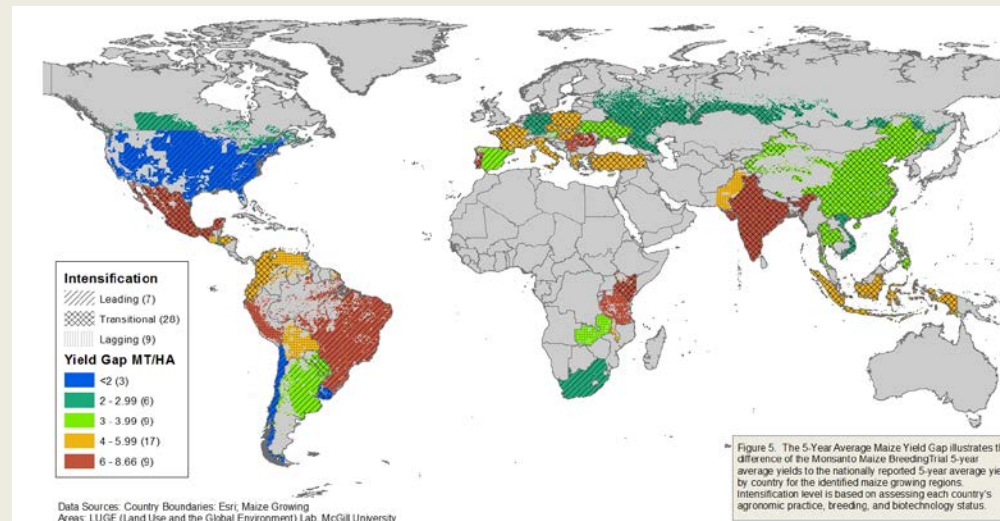 Intensification
Leading (7)
Transitional (28)
Lagging (9)
Yield Gap MT/HA
<2 (3)
2 - 2.99 (6)
3 - 3.99 (9)
4 - 5.99 (17)
6 - 8.66 (9)
Data Sources: Country Boundaries: Esri; Maize Growing
Areas: LUGE (Land Use and the Global Environment) Lab, McGill University
Figure 5. The 5-Year Average Maize Yield Gap illustrates th
difference of the Monsanto Maize BreedingTrial 5-year
average yields to the nationally reported 5-year average yie
by country for the identified maize growing regions.
Intensification level is based on assessing each country's
agronomic practice, breeding, and biotechnology status.